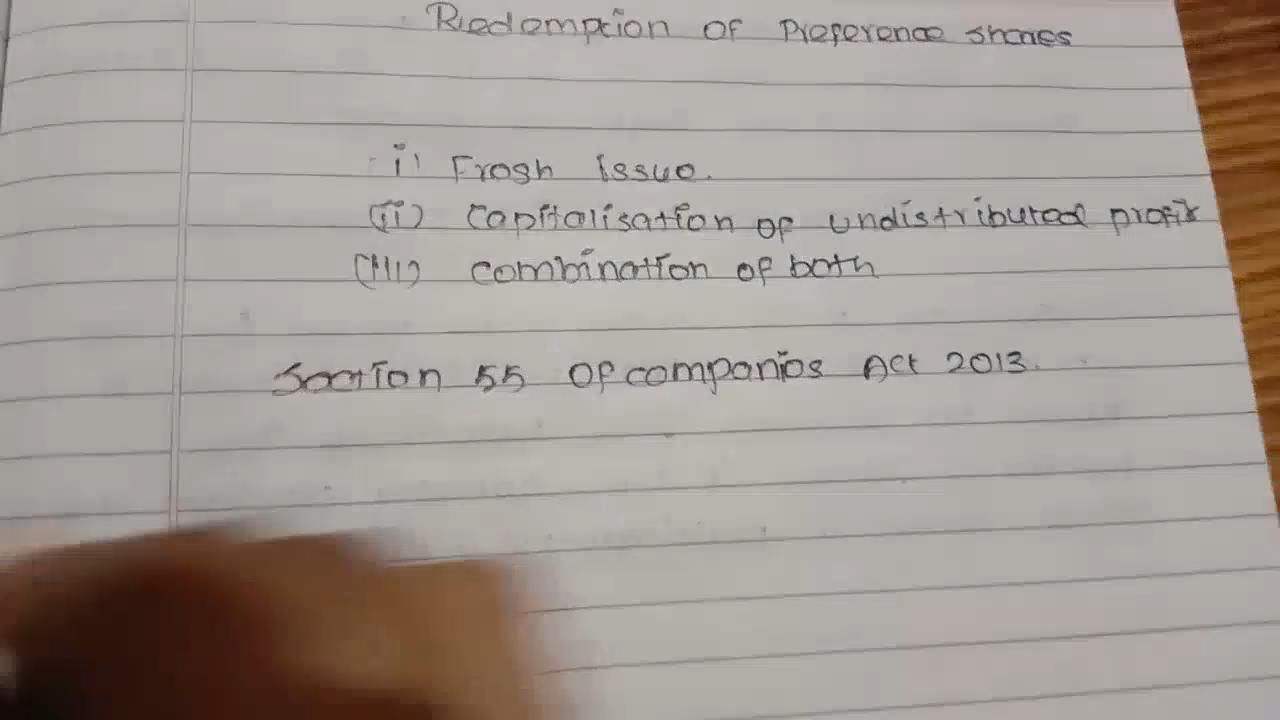 Redemption of Preference shares
i) Fresh issue.
(ii) Capitalisation of undistributed profit
(iii) combination of both
Section 55 of companies Act 2013.